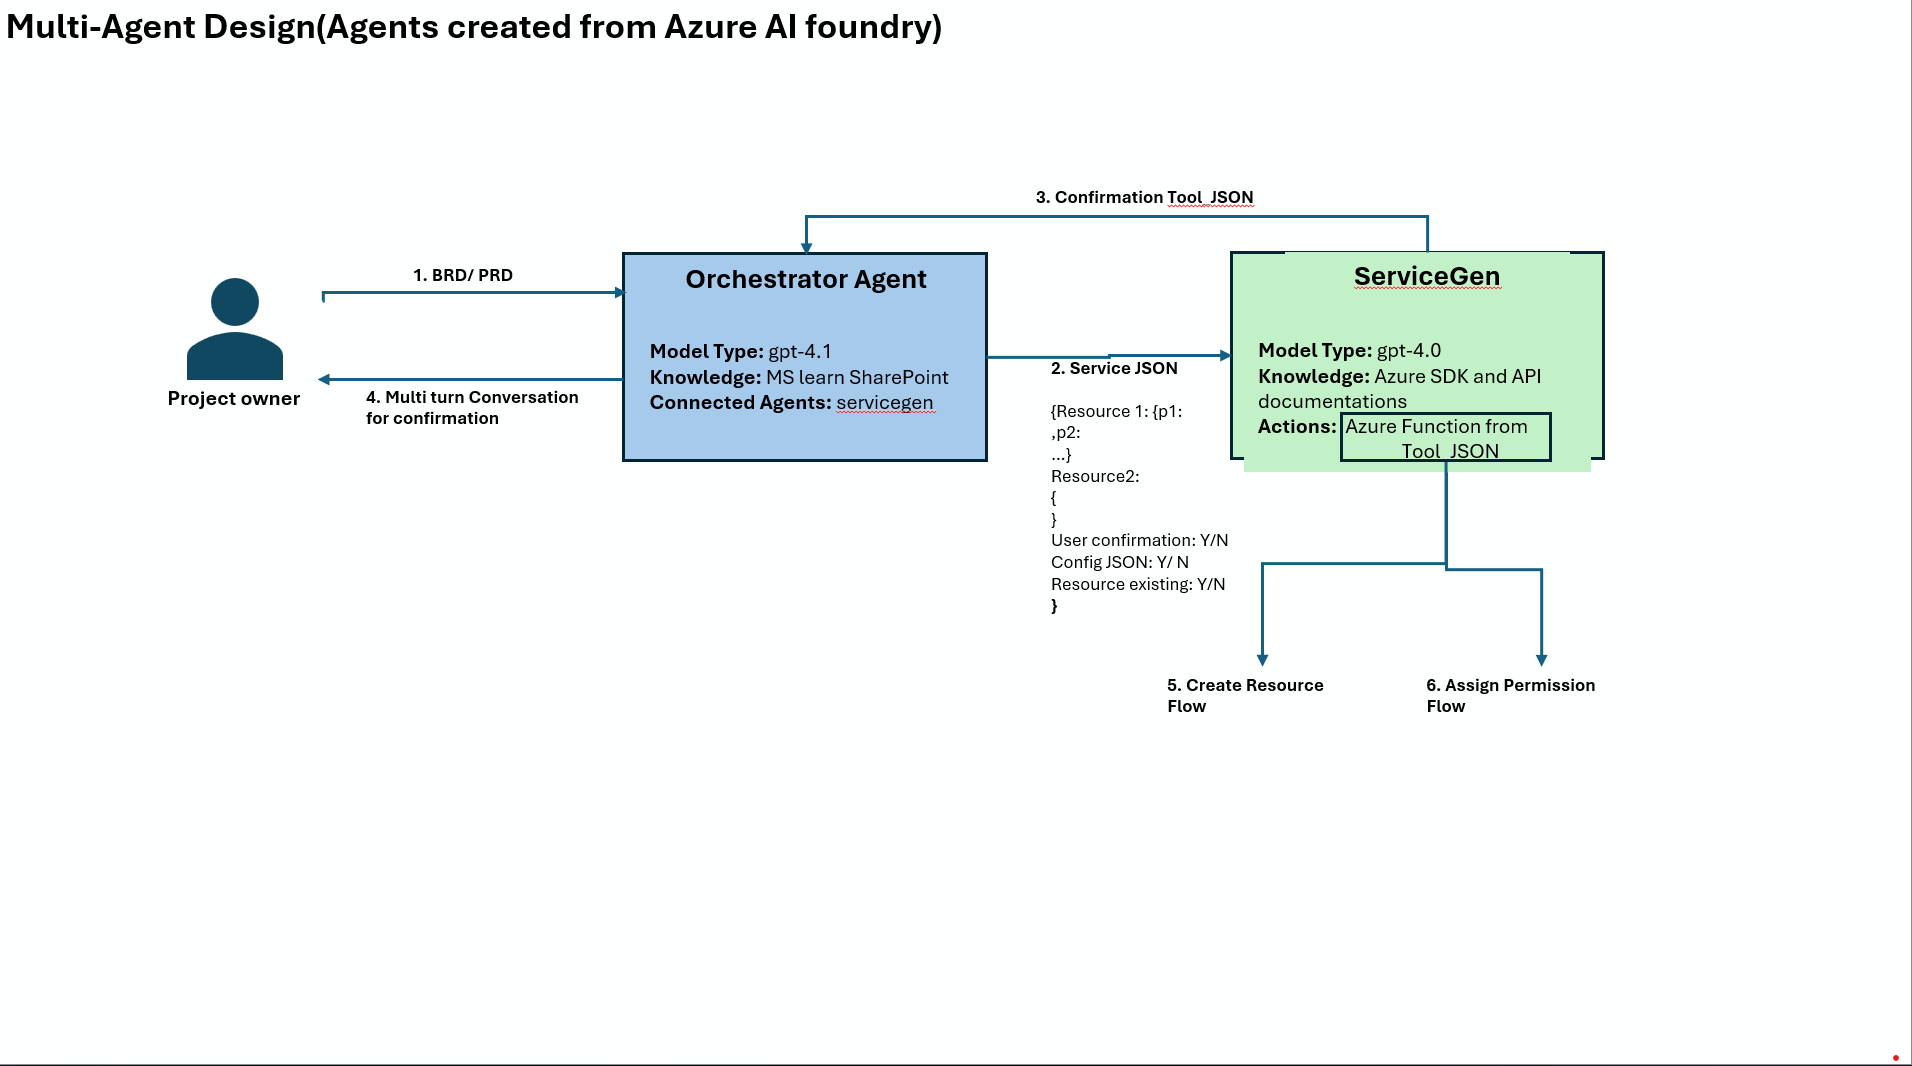 Multi-Agent Design(Agents created from Azure AI foundry)
3. Confirmation Tool_JSON
1. BRD/ PRD
Project owner
4. Multi turn Conversation
for confirmation
Orchestrator Agent
Model Type: gpt-4.1
Knowledge: MS learn SharePoint
Connected Agents: servicegen
2. Service JSON
{Resource 1: {p1:
,p2:
...}
Resource2:
{
}
User confirmation: Y/N
Config JSON: Y/ N
Resource existing: Y/N
}
ServiceGen
Model Type: gpt-4.0
Knowledge: Azure SDK and API
documentations
Actions: Azure Function from
Tool_JSON
5. Create Resource
Flow
6. Assign Permission
Flow